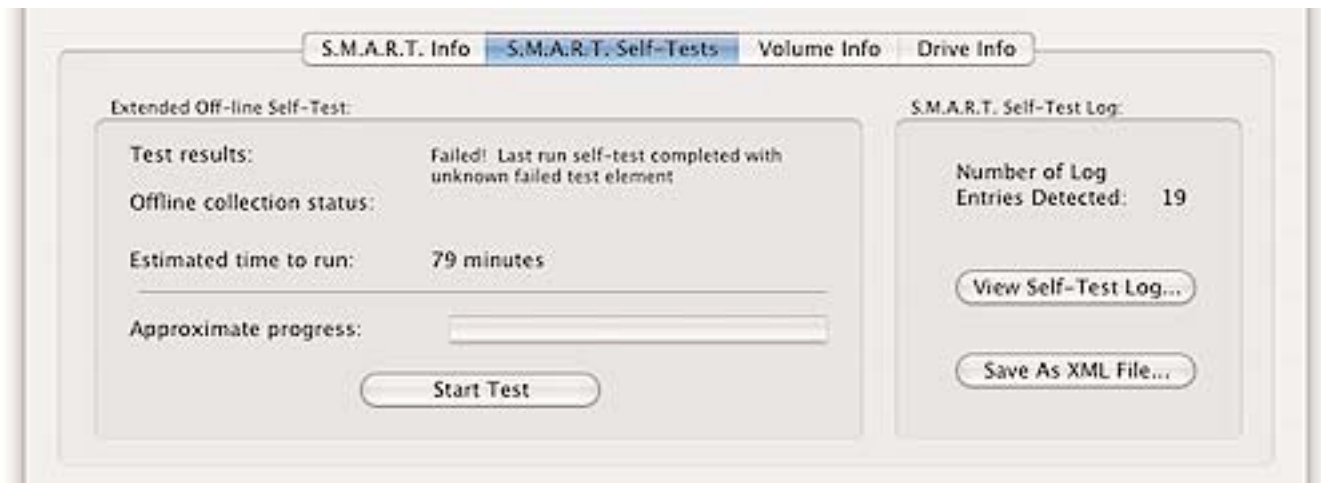 S.M.A.R.T. Info S.M.A.R.T. Self-Tests Volume Info Drive Info
Extended Off-line Self-Test:
Test results:
Failed! Last run self-test completed with
unknown failed test element
Offline collection status:
Estimated time to run: 79 minutes
Approximate progress:
Start Test
S.M.A.R.T. Self-Test Log:
Number of Log
Entries Detected: 19
View Self-Test Log...
Save As XML File...